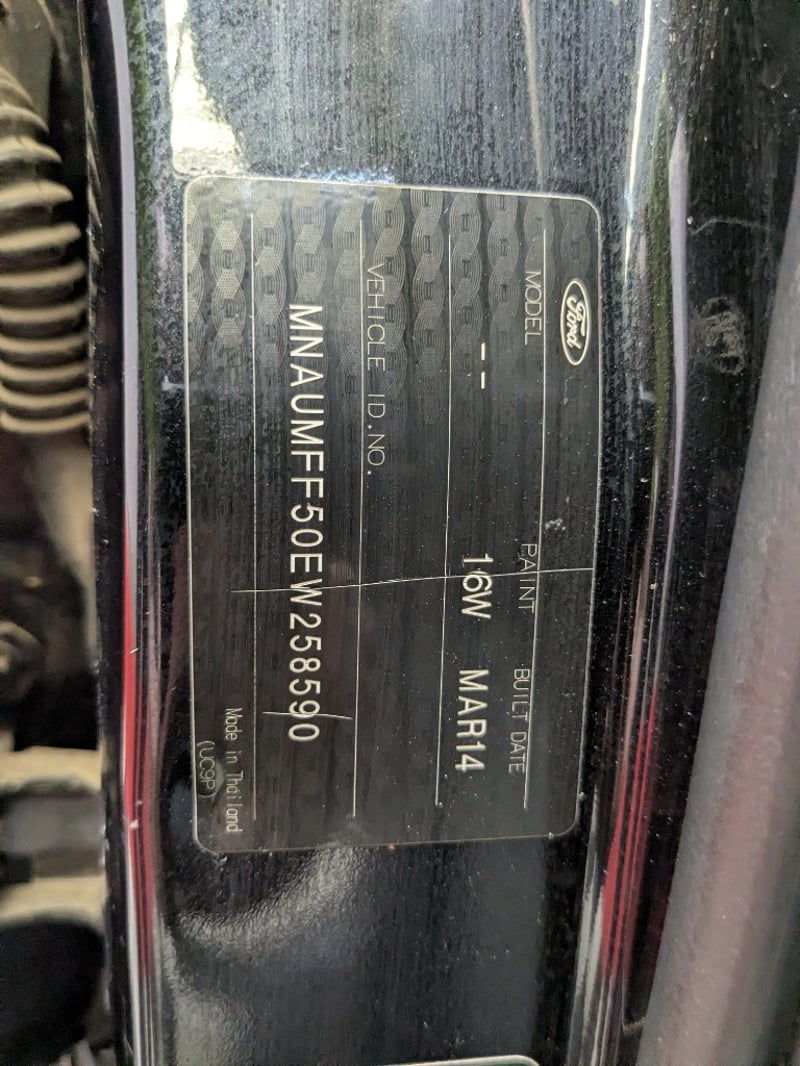 Ford
MODEL PAINT BUILT DATE
-- 16W MAR14
VEHICLE ID.NO.
MNAUMFF50EW258590
Made in Thailand
(UC9P)